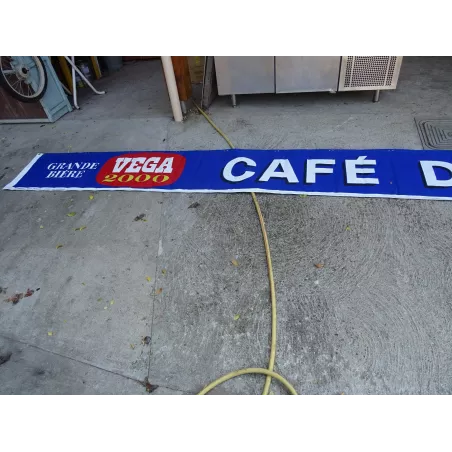 GRANDE
BIÈRE
VEGA
2000
CAFÉ D